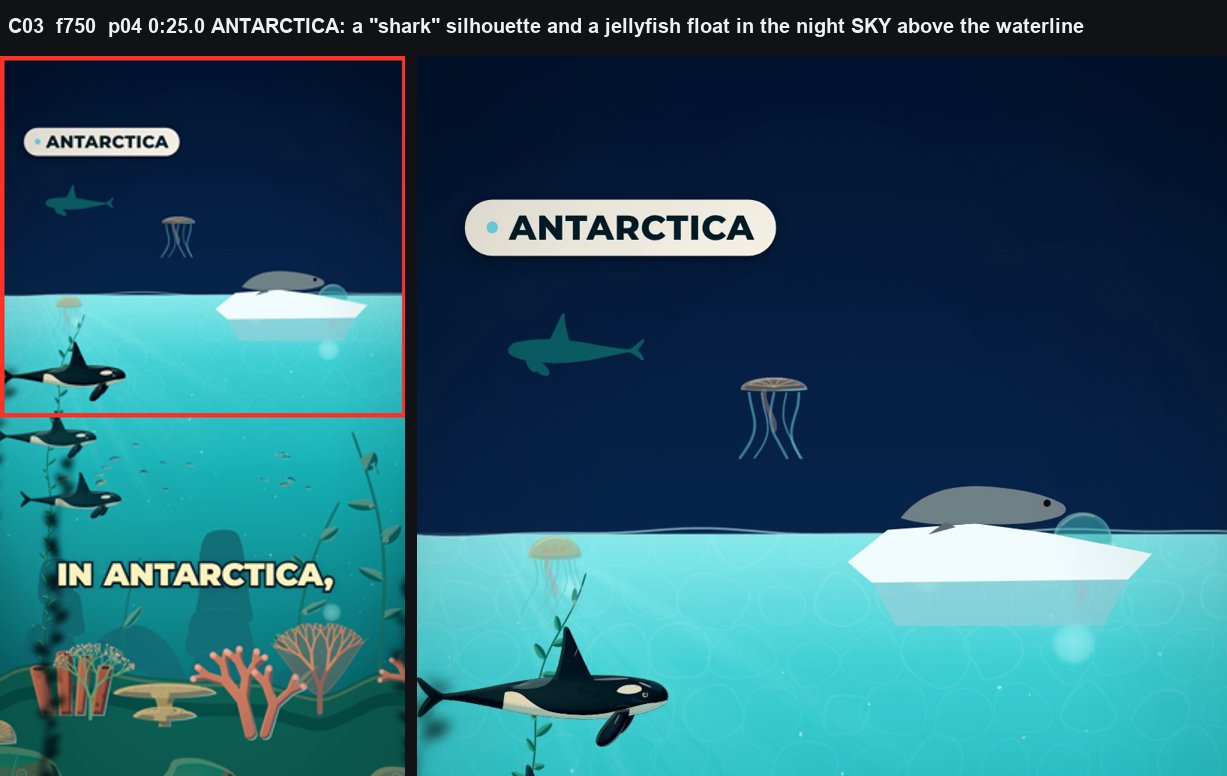 C03 f750 p04 0:25.0 ANTARCTICA: a "shark" silhouette and a jellyfish float in the night SKY above the waterline
ANTARCTICA
IN ANTARCTICA,
ANTARCTICA